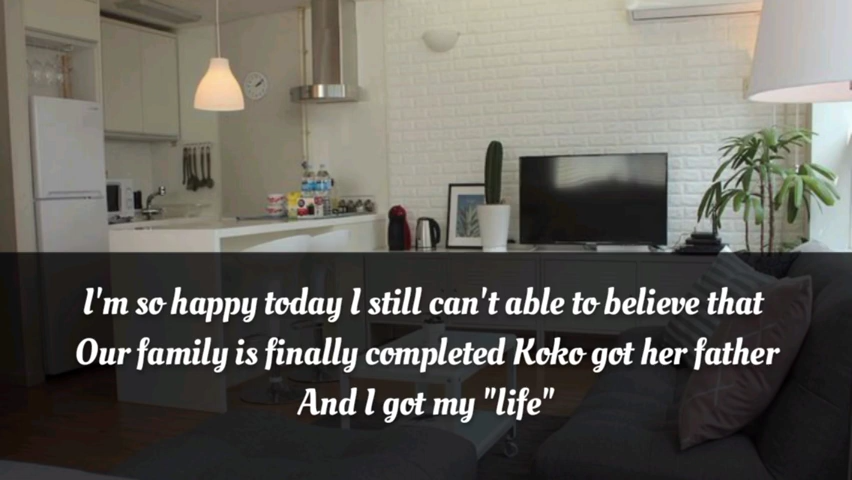 I'm so happy today I still can't able to believe that
Our family is finally completed Koko got her father
And I got my "life"